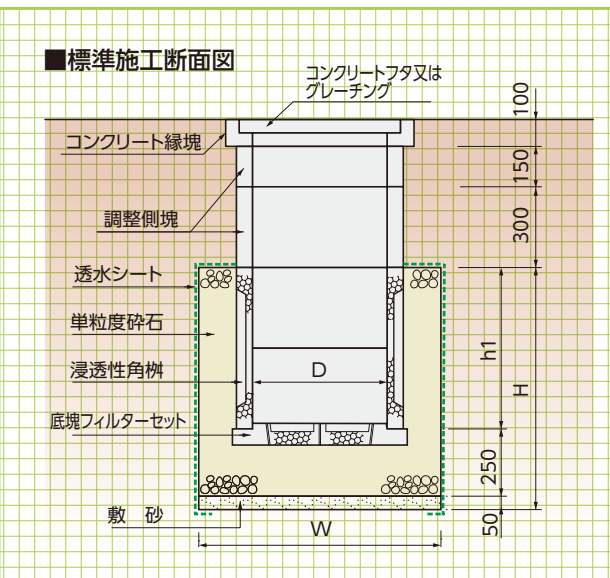 ■標準施工断面図
コンクリートフタ又は
グレーチング
コンクリート縁塊
調整側塊
透水シート
単粒度砕石
浸透性角桝
底塊フィルターセット
敷 砂
D
W
100
150
300
h1
H
250
50